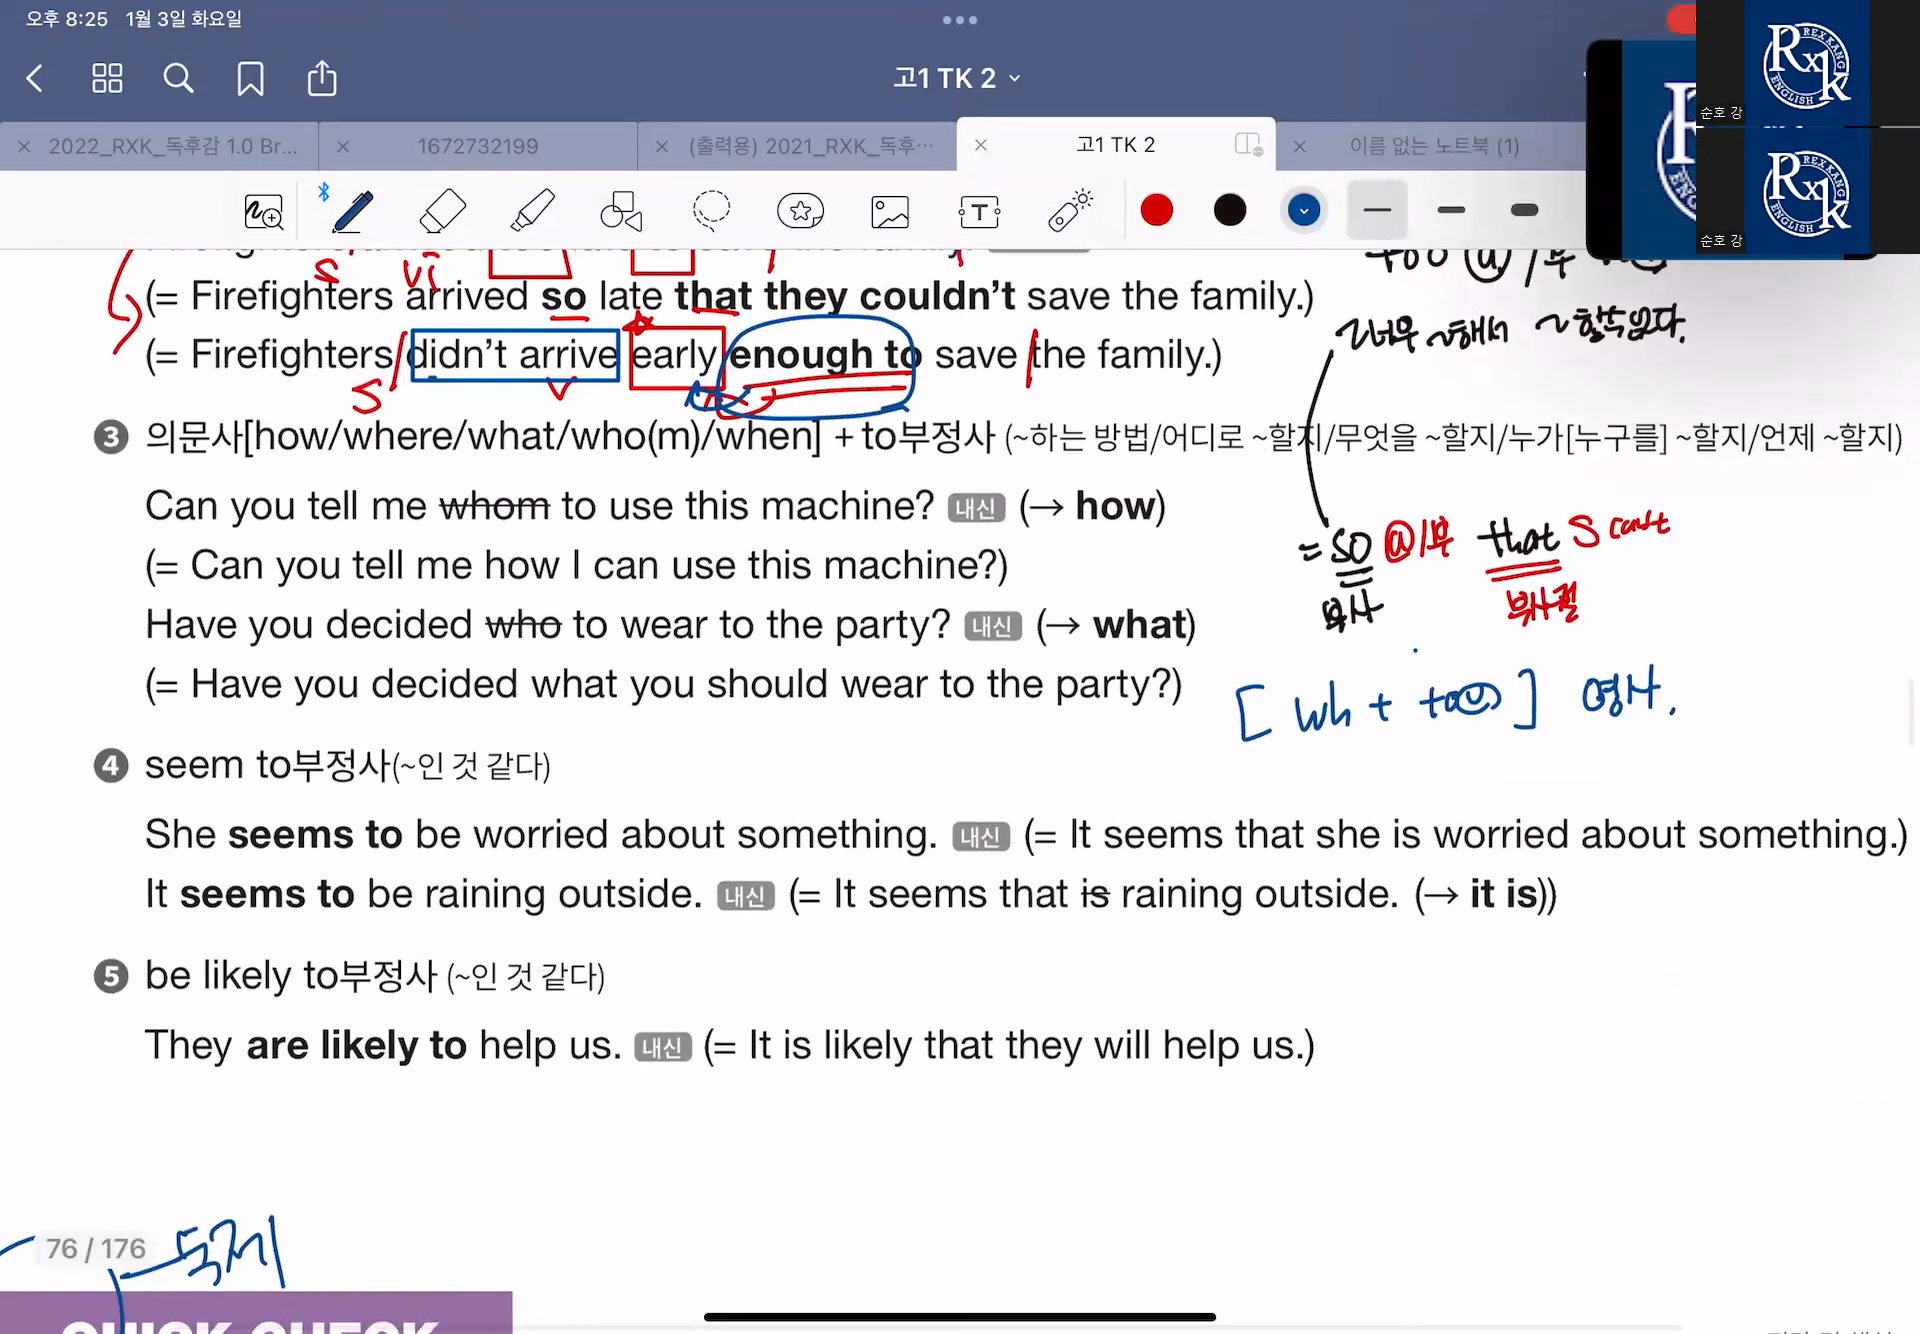 오후 8:25 1월 3일 화요일
고1 TK 2
2022_RXK_독후감 1.0 Br...
1672732199
(출력용) 2021_RXK_독후...
고1 TK 2
이름 없는 노트북 (1)
REX KANG
RxK
ENGLISH
순호 강
REX KANG
RxK
ENGLISH
순호 강
S vi
(= Firefighters arrived so late that they couldn't save the family.)
너무 ~해서 ~할 수 없다.
(= Firefighters didn't arrive early enough to save the family.)
S V
3 의문사[how/where/what/who(m)/when] + to부정사 (~하는 방법/어디로 ~할지/무엇을 ~할지/누가[누구를] ~할지/언제 ~할지)
Can you tell me whom to use this machine? 내신 (→ how)
= so ⓐ/부 that S can't
(= Can you tell me how I can use this machine?)
부사 부사절
Have you decided who to wear to the party? 내신 (→ what)
(= Have you decided what you should wear to the party?)
[ wh + to ⓥ ] 명사.
4 seem to부정사(~인 것 같다)
She seems to be worried about something. 내신 (= It seems that she is worried about something.)
It seems to be raining outside. 내신 (= It seems that is raining outside. (→ it is))
5 be likely to부정사 (~인 것 같다)
They are likely to help us. 내신 (= It is likely that they will help us.)
76 / 176
독제
QUICK CHECK